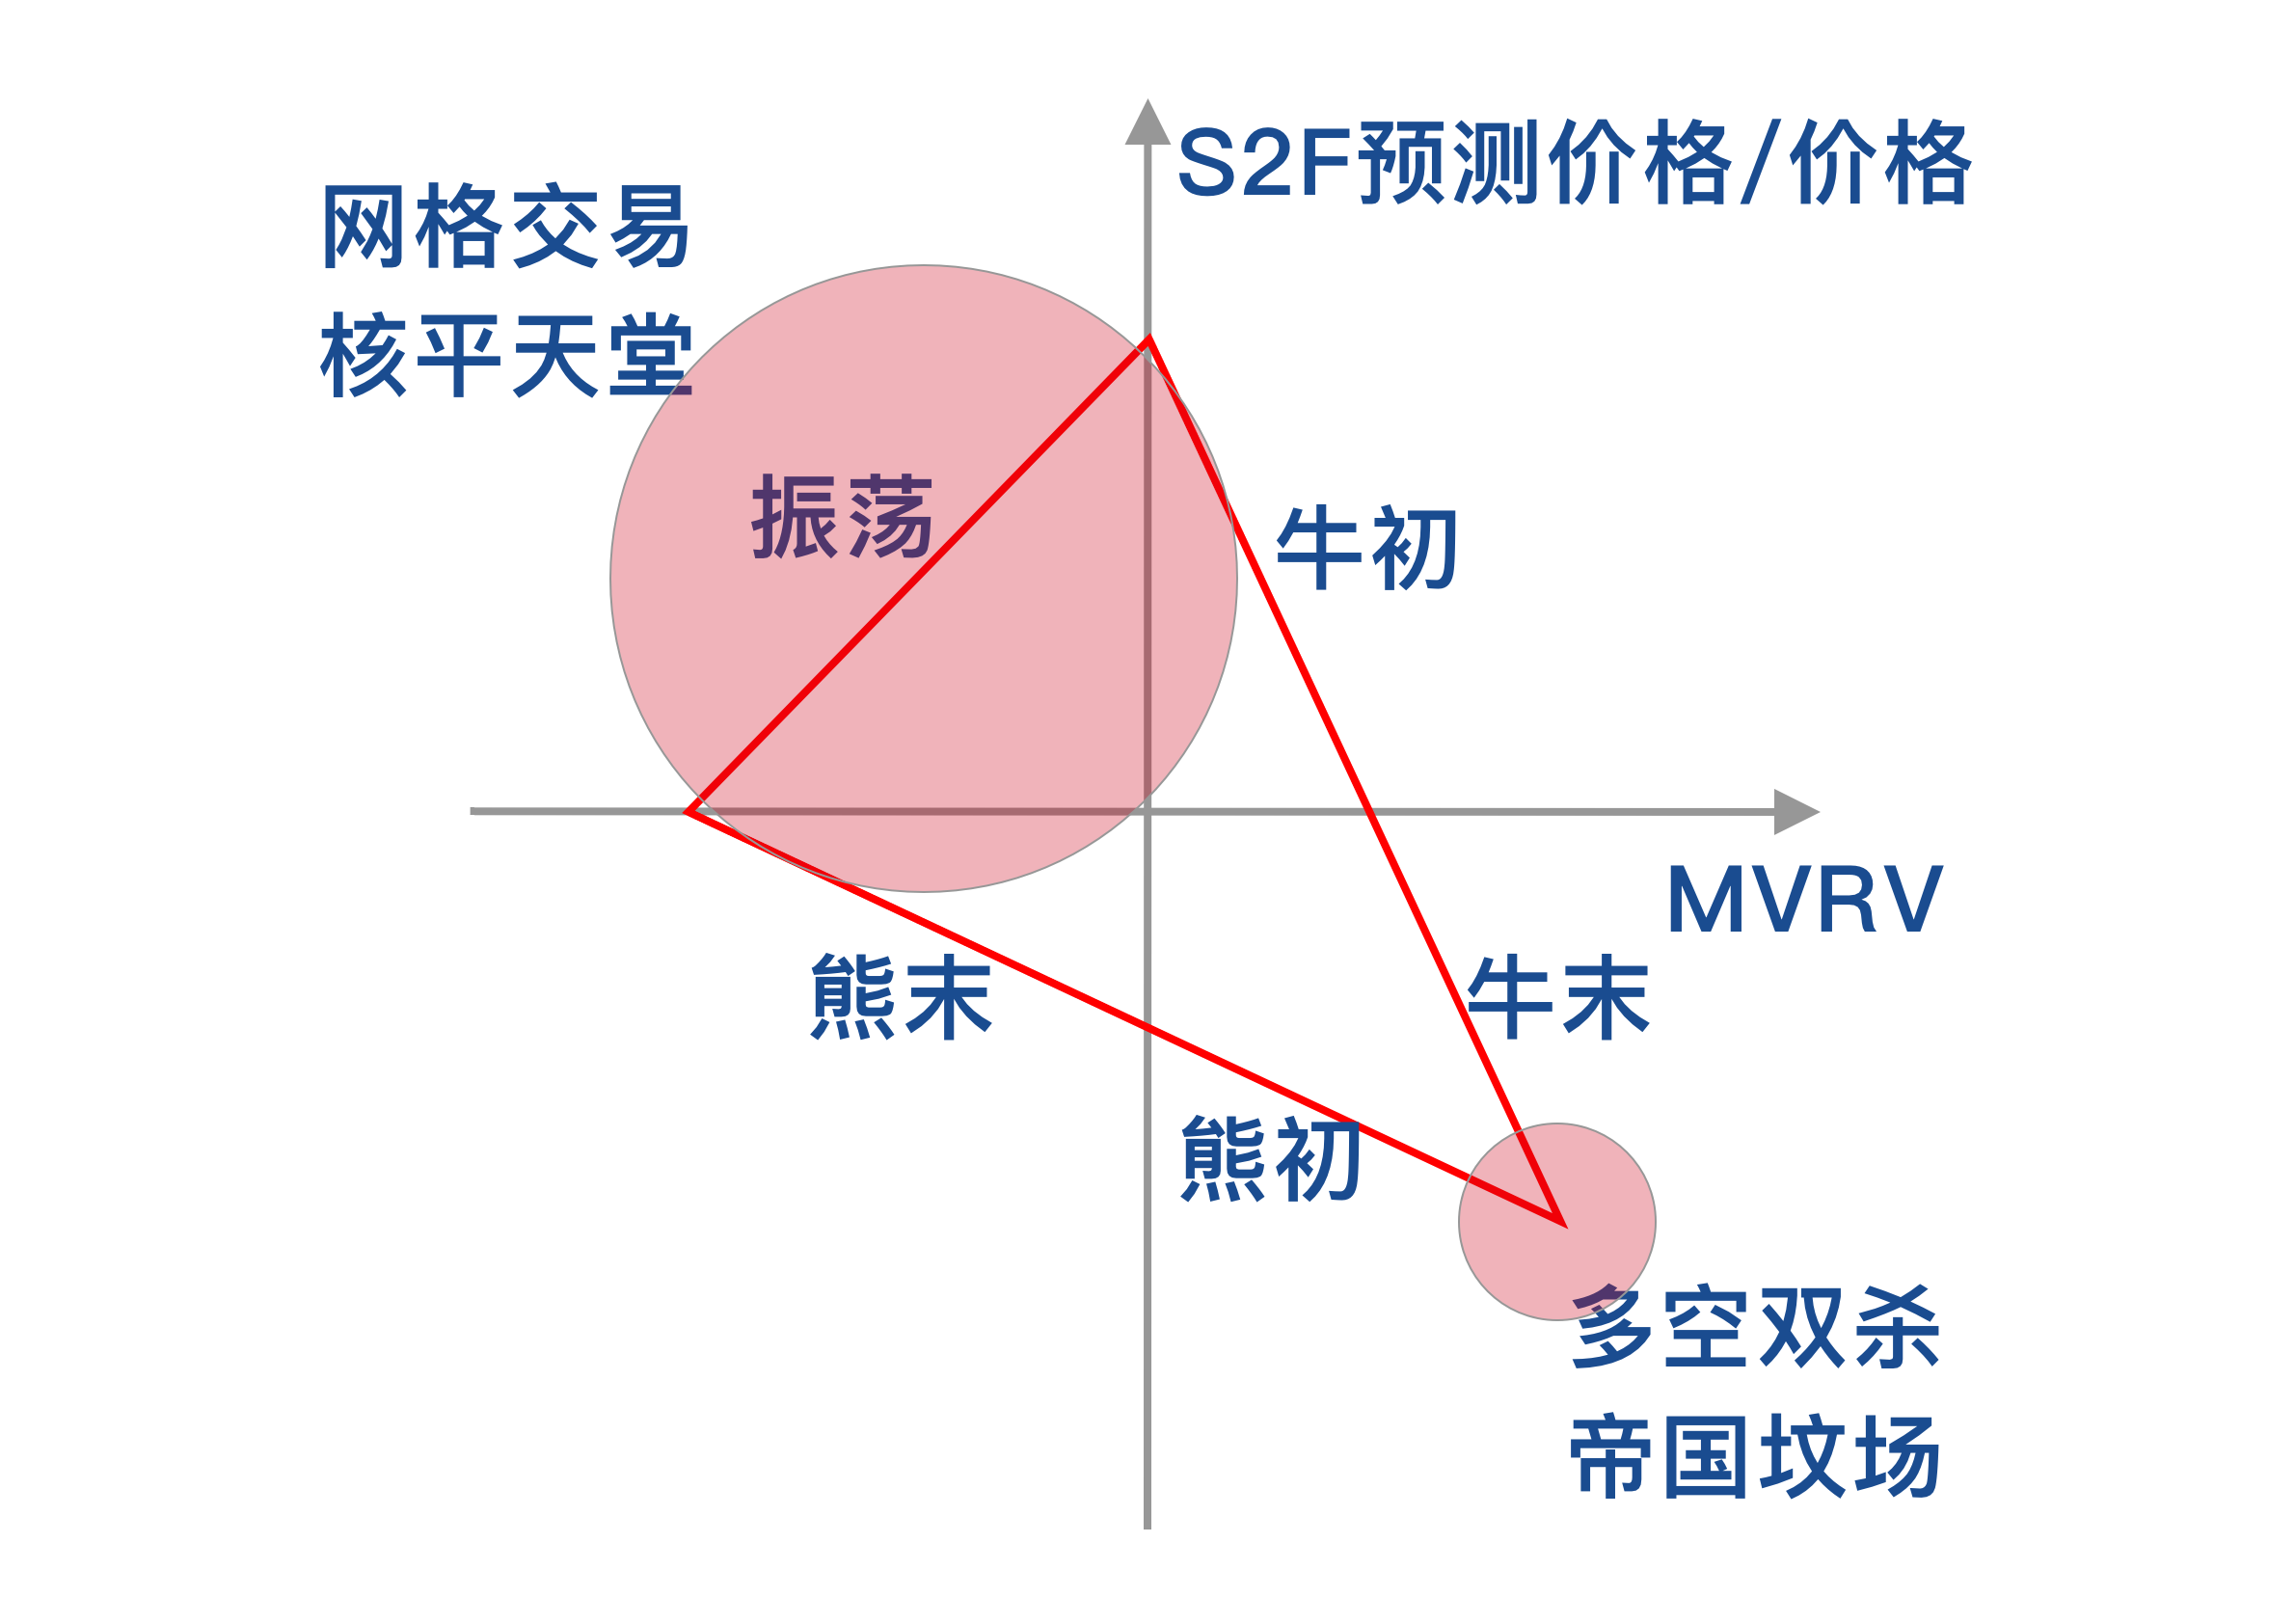 S2F预测价格/价格
网格交易
核平天堂
振荡
牛初
MVRV
熊末
牛末
熊初
多空双杀
帝国坟场